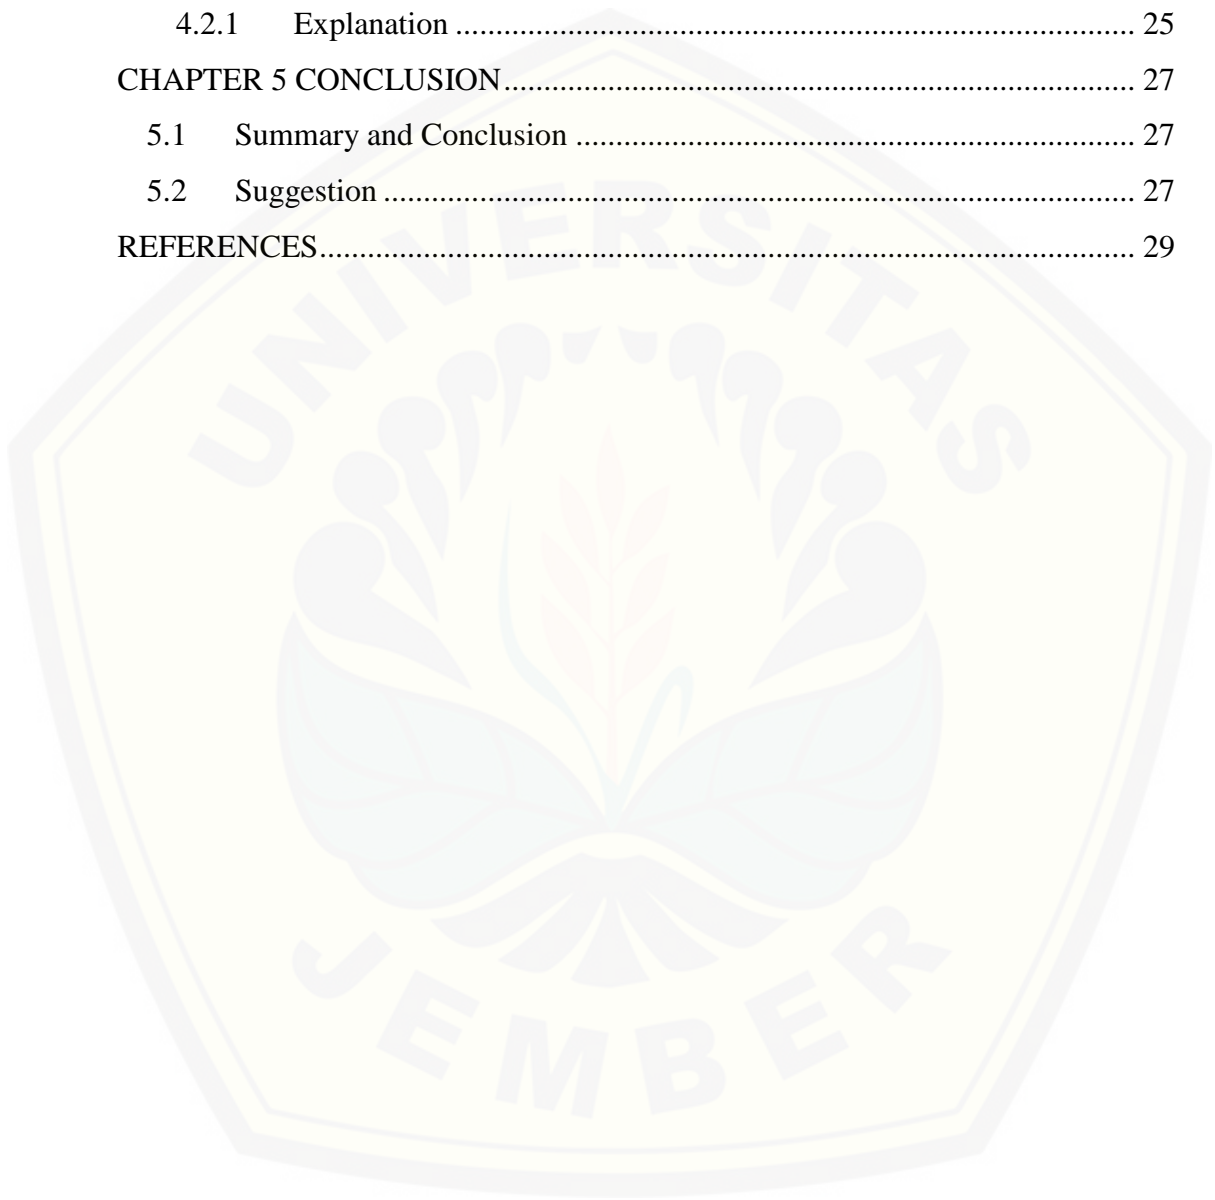 4.2.1 Explanation ........................................................................................ 25
CHAPTER 5 CONCLUSION.................................................................................. 27
5.1 Summary and Conclusion ........................................................................ 27
5.2 Suggestion ................................................................................................. 27
REFERENCES.......................................................................................................... 29
UNIVERSITAS
JEMBER